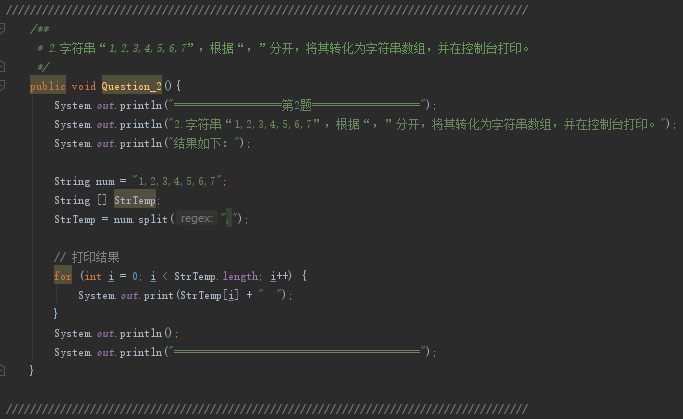 ////////////////////////////////////////////////////////////////////////////////////////
/**
 * 2.字符串“1,2,3,4,5,6,7”，根据“，”分开，将其转化为字符串数组，并在控制台打印。
 */
public void Question_2(){
System.out.println("==================第2题==================");
System.out.println("2.字符串“1,2,3,4,5,6,7”，根据“，”分开，将其转化为字符串数组，并在控制台打印。");
System.out.println("结果如下：");
String num = "1,2,3,4,5,6,7";
String [] StrTemp;
StrTemp = num.split( regex: ",");
// 打印结果
for (int i = 0; i < StrTemp.length; i++) {
System.out.print(StrTemp[i] + "  ");
}
System.out.println();
System.out.println("=========================================");
}
////////////////////////////////////////////////////////////////////////////////////////